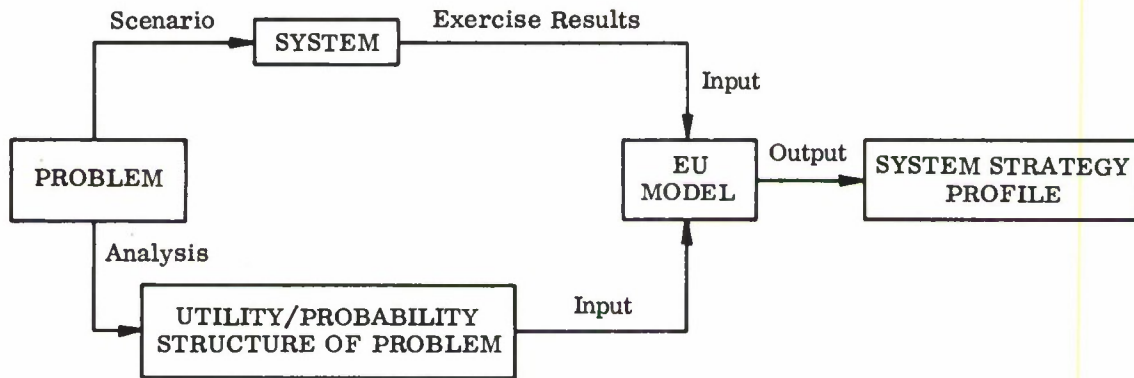 Scenario
SYSTEM
Exercise Results
Input
PROBLEM
EU
MODEL
Output
SYSTEM STRATEGY
PROFILE
Analysis
UTILITY/PROBABILITY
STRUCTURE OF PROBLEM
Input